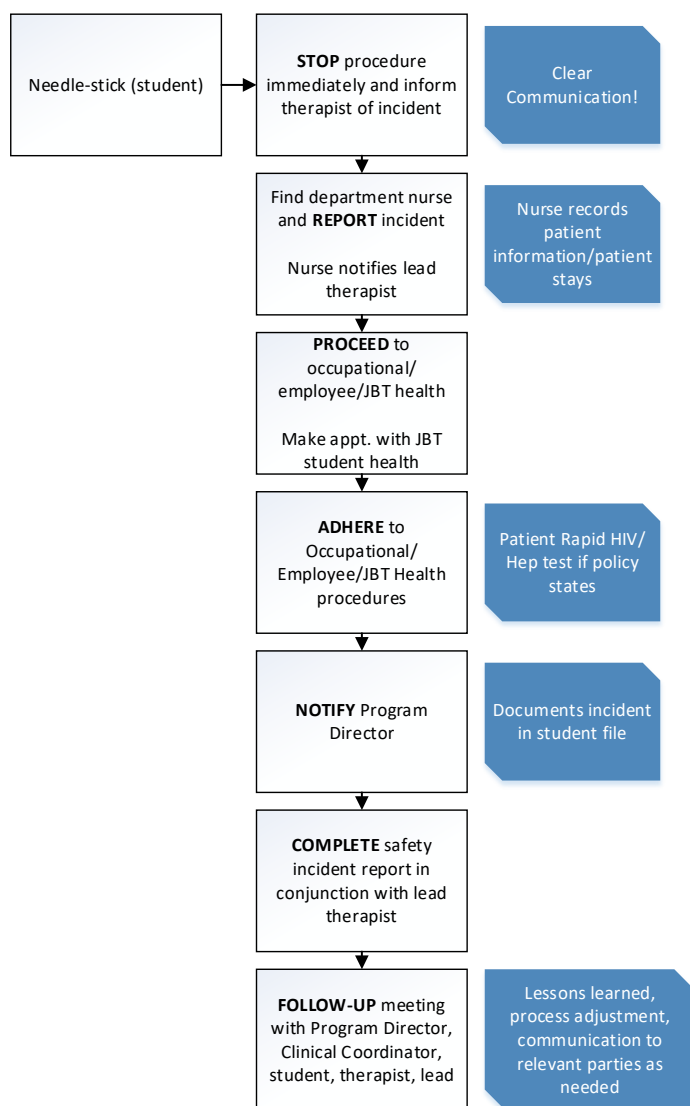 Needle-stick (student)
STOP procedure
immediately and inform
therapist of incident
Clear
Communication!
Find department nurse
and REPORT incident
Nurse notifies lead
therapist
Nurse records
patient
information/patient
stays
PROCEED to
occupational/
employee/JBT health
Make appt. with JBT
student health
ADHERE to
Occupational/
Employee/JBT Health
procedures
Patient Rapid HIV/
Hep test if policy
states
NOTIFY Program
Director
Documents incident
in student file
COMPLETE safety
incident report in
conjunction with lead
therapist
FOLLOW-UP meeting
with Program Director,
Clinical Coordinator,
student, therapist, lead
Lessons learned,
process adjustment,
communication to
relevant parties as
needed